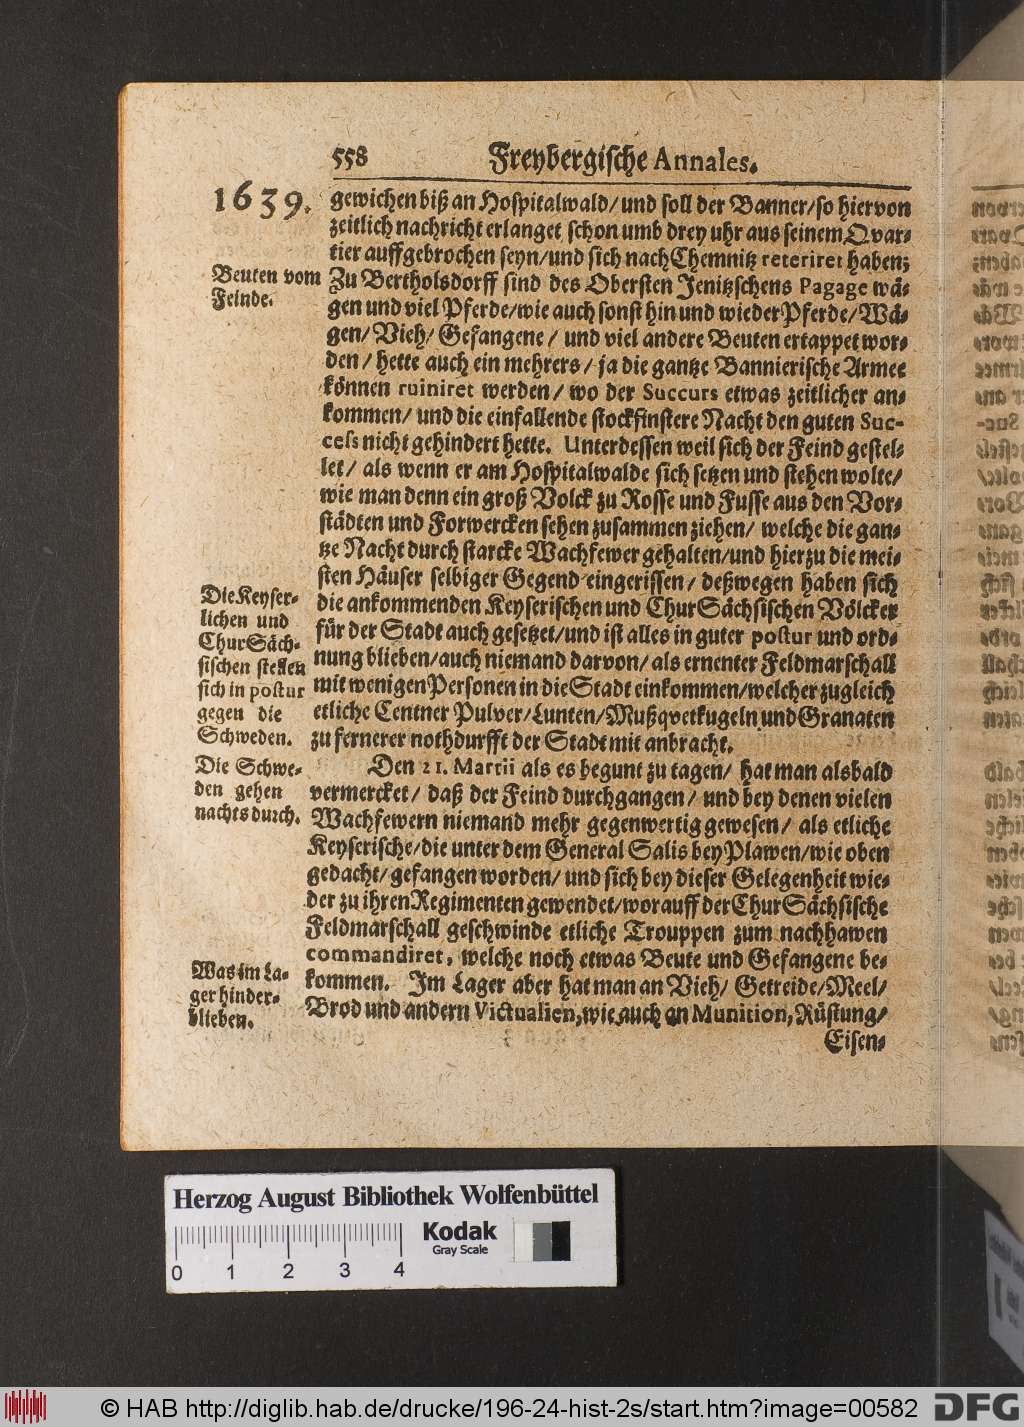 558 Freybergische Annales.
1639.
gewichen biß an Hospitalwald/ und soll der Banner/ so hiervon
zeitlich nachricht erlanget schon umb drey uhr aus seinem Qvar-
tier auffgebrochen seyn/ und sich nach Chemnitz reteriret haben;
Beuten vom
Feinde.
Zu Bertholsdorff sind des Obersten Jenitzschens Pagage wä-
gen und viel Pferde/ wie auch sonst hin und wieder Pferde/ Wä-
gen/ Vieh/ Gefangene / und viel andere Beuten ertappet wor-
den / hette auch ein mehrers / ja die gantze Bannierische Armee
können ruiniret werden / wo der Succurs etwas zeitlicher an-
kommen/ und die einfallende stockfinstere Nacht den guten Suc-
cess nicht gehindert hette. Unterdessen weil sich der Feind gestel-
let / als wenn er am Hospitalwalde sich setzen und stehen wolte/
wie man denn ein groß Volck zu Rosse und Fusse aus den Vor-
städten und Forwercken sehen zusammen ziehen/ welche die gan-
tze Nacht durch starcke Wachfewer gehalten/ und hierzu die mei-
sten Häuser selbiger Gegend eingerissen / deßwegen haben sich
Die Keyser-
lichen und
ChurSäch-
sischen stellen
sich in postur
gegen die
Schweden.
die ankommenden Keyserischen und ChurSächsischen Völcker
für der Stadt auch gesetzet/ und ist alles in guter postur und ord-
nung blieben/ auch niemand darvon/ als ernenter Feldmarschall
mit wenigen Personen in die Stadt einkommen/ welcher zugleich
etliche Centner Pulver/ Lunten/ Mußqvetkugeln und Granaten
zu fernerer nothdurfft der Stadt mit anbracht.
Die Schwe-
den gehen
nachts durch.
Den 21. Martii als es begunt zu tagen / hat man alsbald
vermercket / daß der Feind durchgangen / und bey denen vielen
Wachfewern niemand mehr gegenwertig gewesen / als etliche
Keyserische/ die unter dem General Salis bey Plawen/ wie oben
gedacht/ gefangen worden/ und sich bey dieser Gelegenheit wie-
der zu ihren Regimenten gewendet/ worauff der ChurSächsische
Feldmarschall geschwinde etliche Trouppen zum nachhawen
commandiret, welche noch etwas Beute und Gefangene be-
Was im La-
ger hinder-
blieben.
kommen. Im Lager aber hat man an Vieh/ Getreide/ Meel/
Brod und andern Victualien, wie auch an Munition, Rüstung/
Eisen-
Herzog August Bibliothek Wolfenbüttel
Kodak
Gray Scale
0 1 2 3 4
© HAB http://diglib.hab.de/drucke/196-24-hist-2s/start.htm?image=00582
DFG